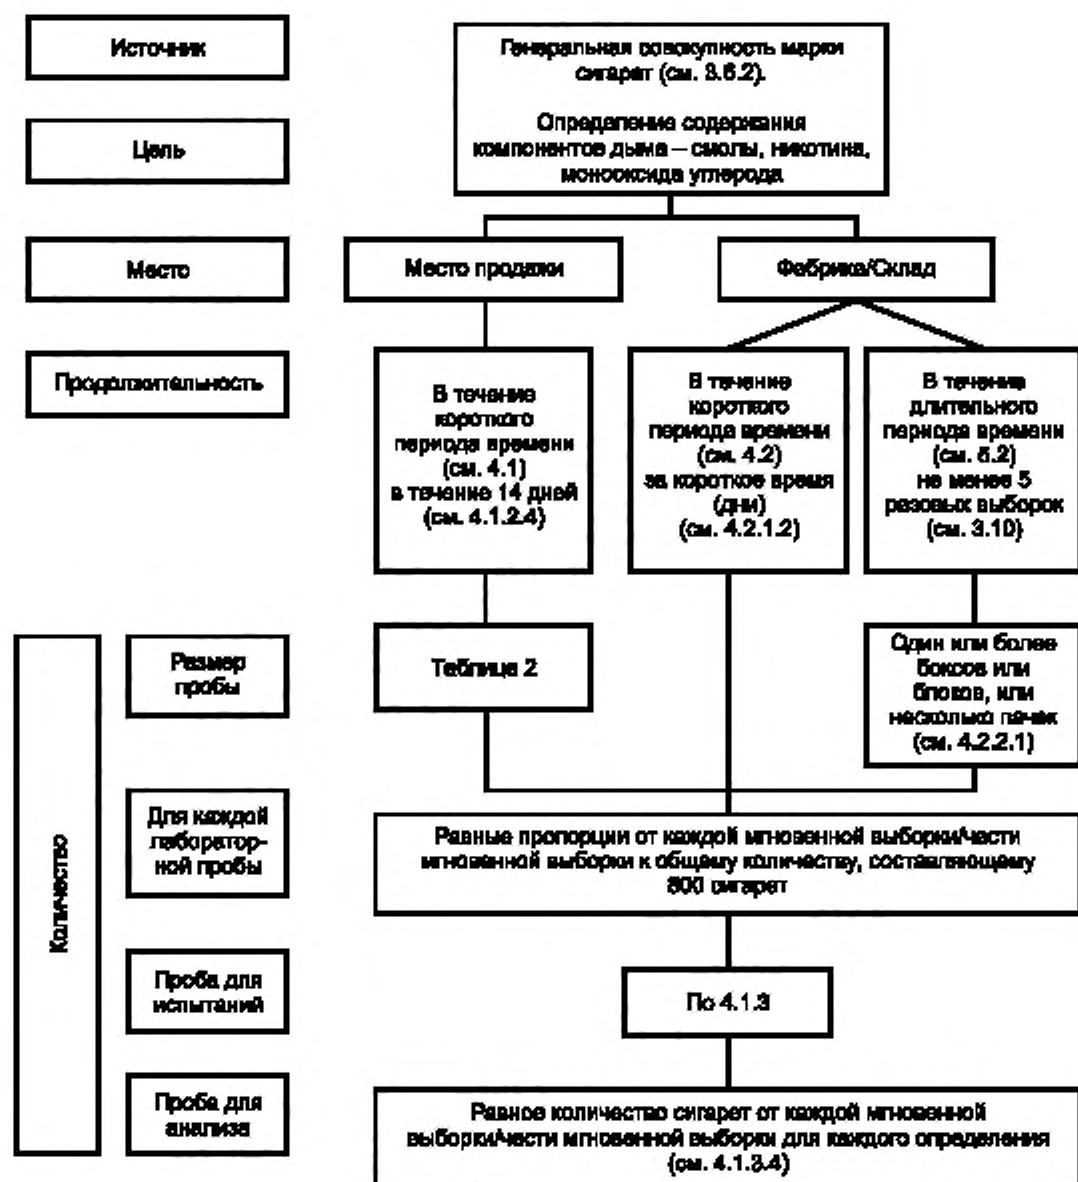 Источник
Генеральная совокупность марки
сигарет (см. 3.6.2).
Определение содержания
компонентов дыма – смолы, никотина,
монооксида углерода
Цель
Место
Место продажи
Фабрика/Склад
Продолжительность
В течение
короткого
периода времени
(см. 4.1)
в течение 14 дней
(см. 4.1.2.4)
В течение
короткого
периода времени
(см. 4.2)
за короткое время
(дни)
(см. 4.2.1.2)
В течение
длительного
периода времени
(см. 5.2)
не менее 5
разовых выборок
(см. 3.10)
Количество
Размер
пробы
Таблица 2
Один или более
боксов или
блоков, или
несколько пачек
(см. 4.2.2.1)
Для каждой
лаборатор-
ной пробы
Равные пропорции от каждой мгновенной выборки/части
мгновенной выборки к общему количеству, составляющему
800 сигарет
Проба для
испытаний
По 4.1.3
Проба для
анализа
Равное количество сигарет от каждой мгновенной
выборки/части мгновенной выборки для каждого определения
(см. 4.1.3.4)